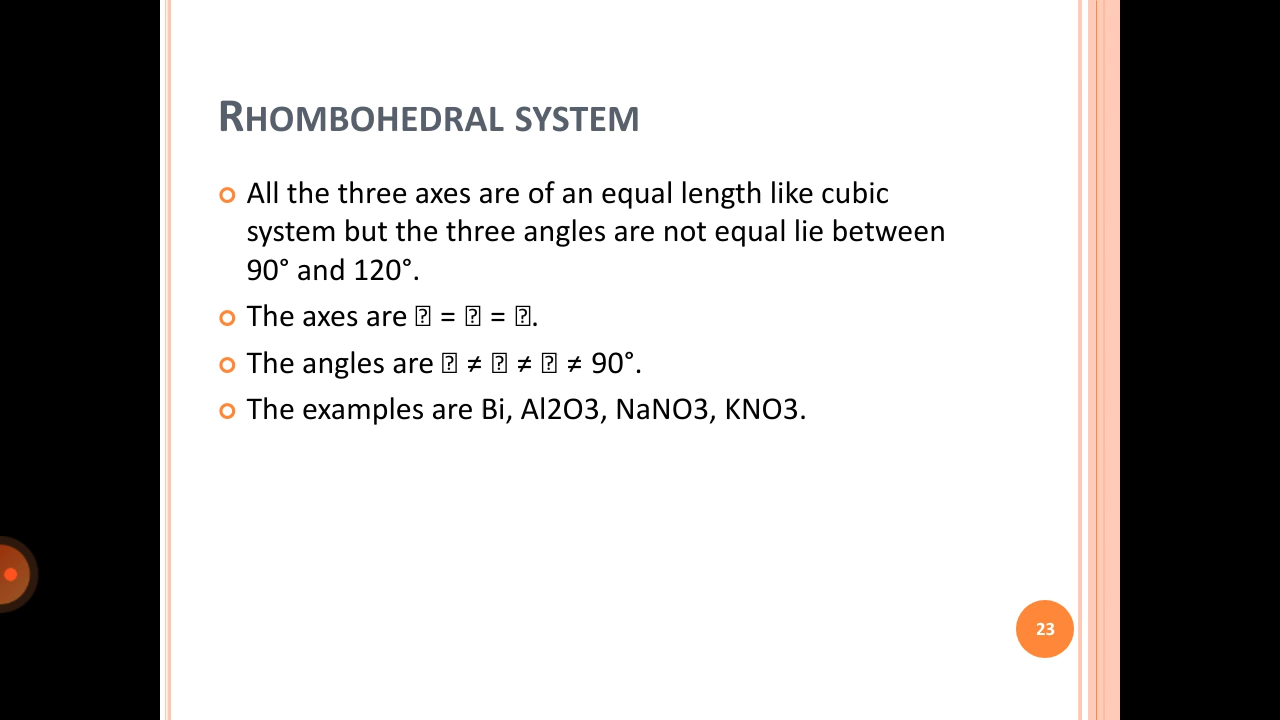 Rhombohedral system
All the three axes are of an equal length like cubic
system but the three angles are not equal lie between
90° and 120°.
The axes are ⍰ = ⍰ = ⍰.
The angles are ⍰ ≠ ⍰ ≠ ⍰ ≠ 90°.
The examples are Bi, Al2O3, NaNO3, KNO3.
23